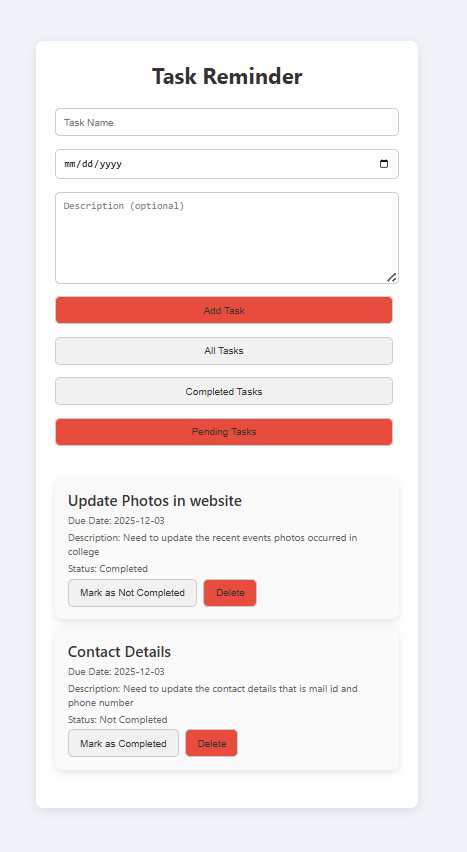 Task Reminder
Task Name
mm/dd/yyyy
Description (optional)
Add Task
All Tasks
Completed Tasks
Pending Tasks
Update Photos in website
Due Date: 2025-12-03
Description: Need to update the recent events photos occurred in
college
Status: Completed
Mark as Not Completed Delete
Contact Details
Due Date: 2025-12-03
Description: Need to update the contact details that is mail id and
phone number
Status: Not Completed
Mark as Completed Delete